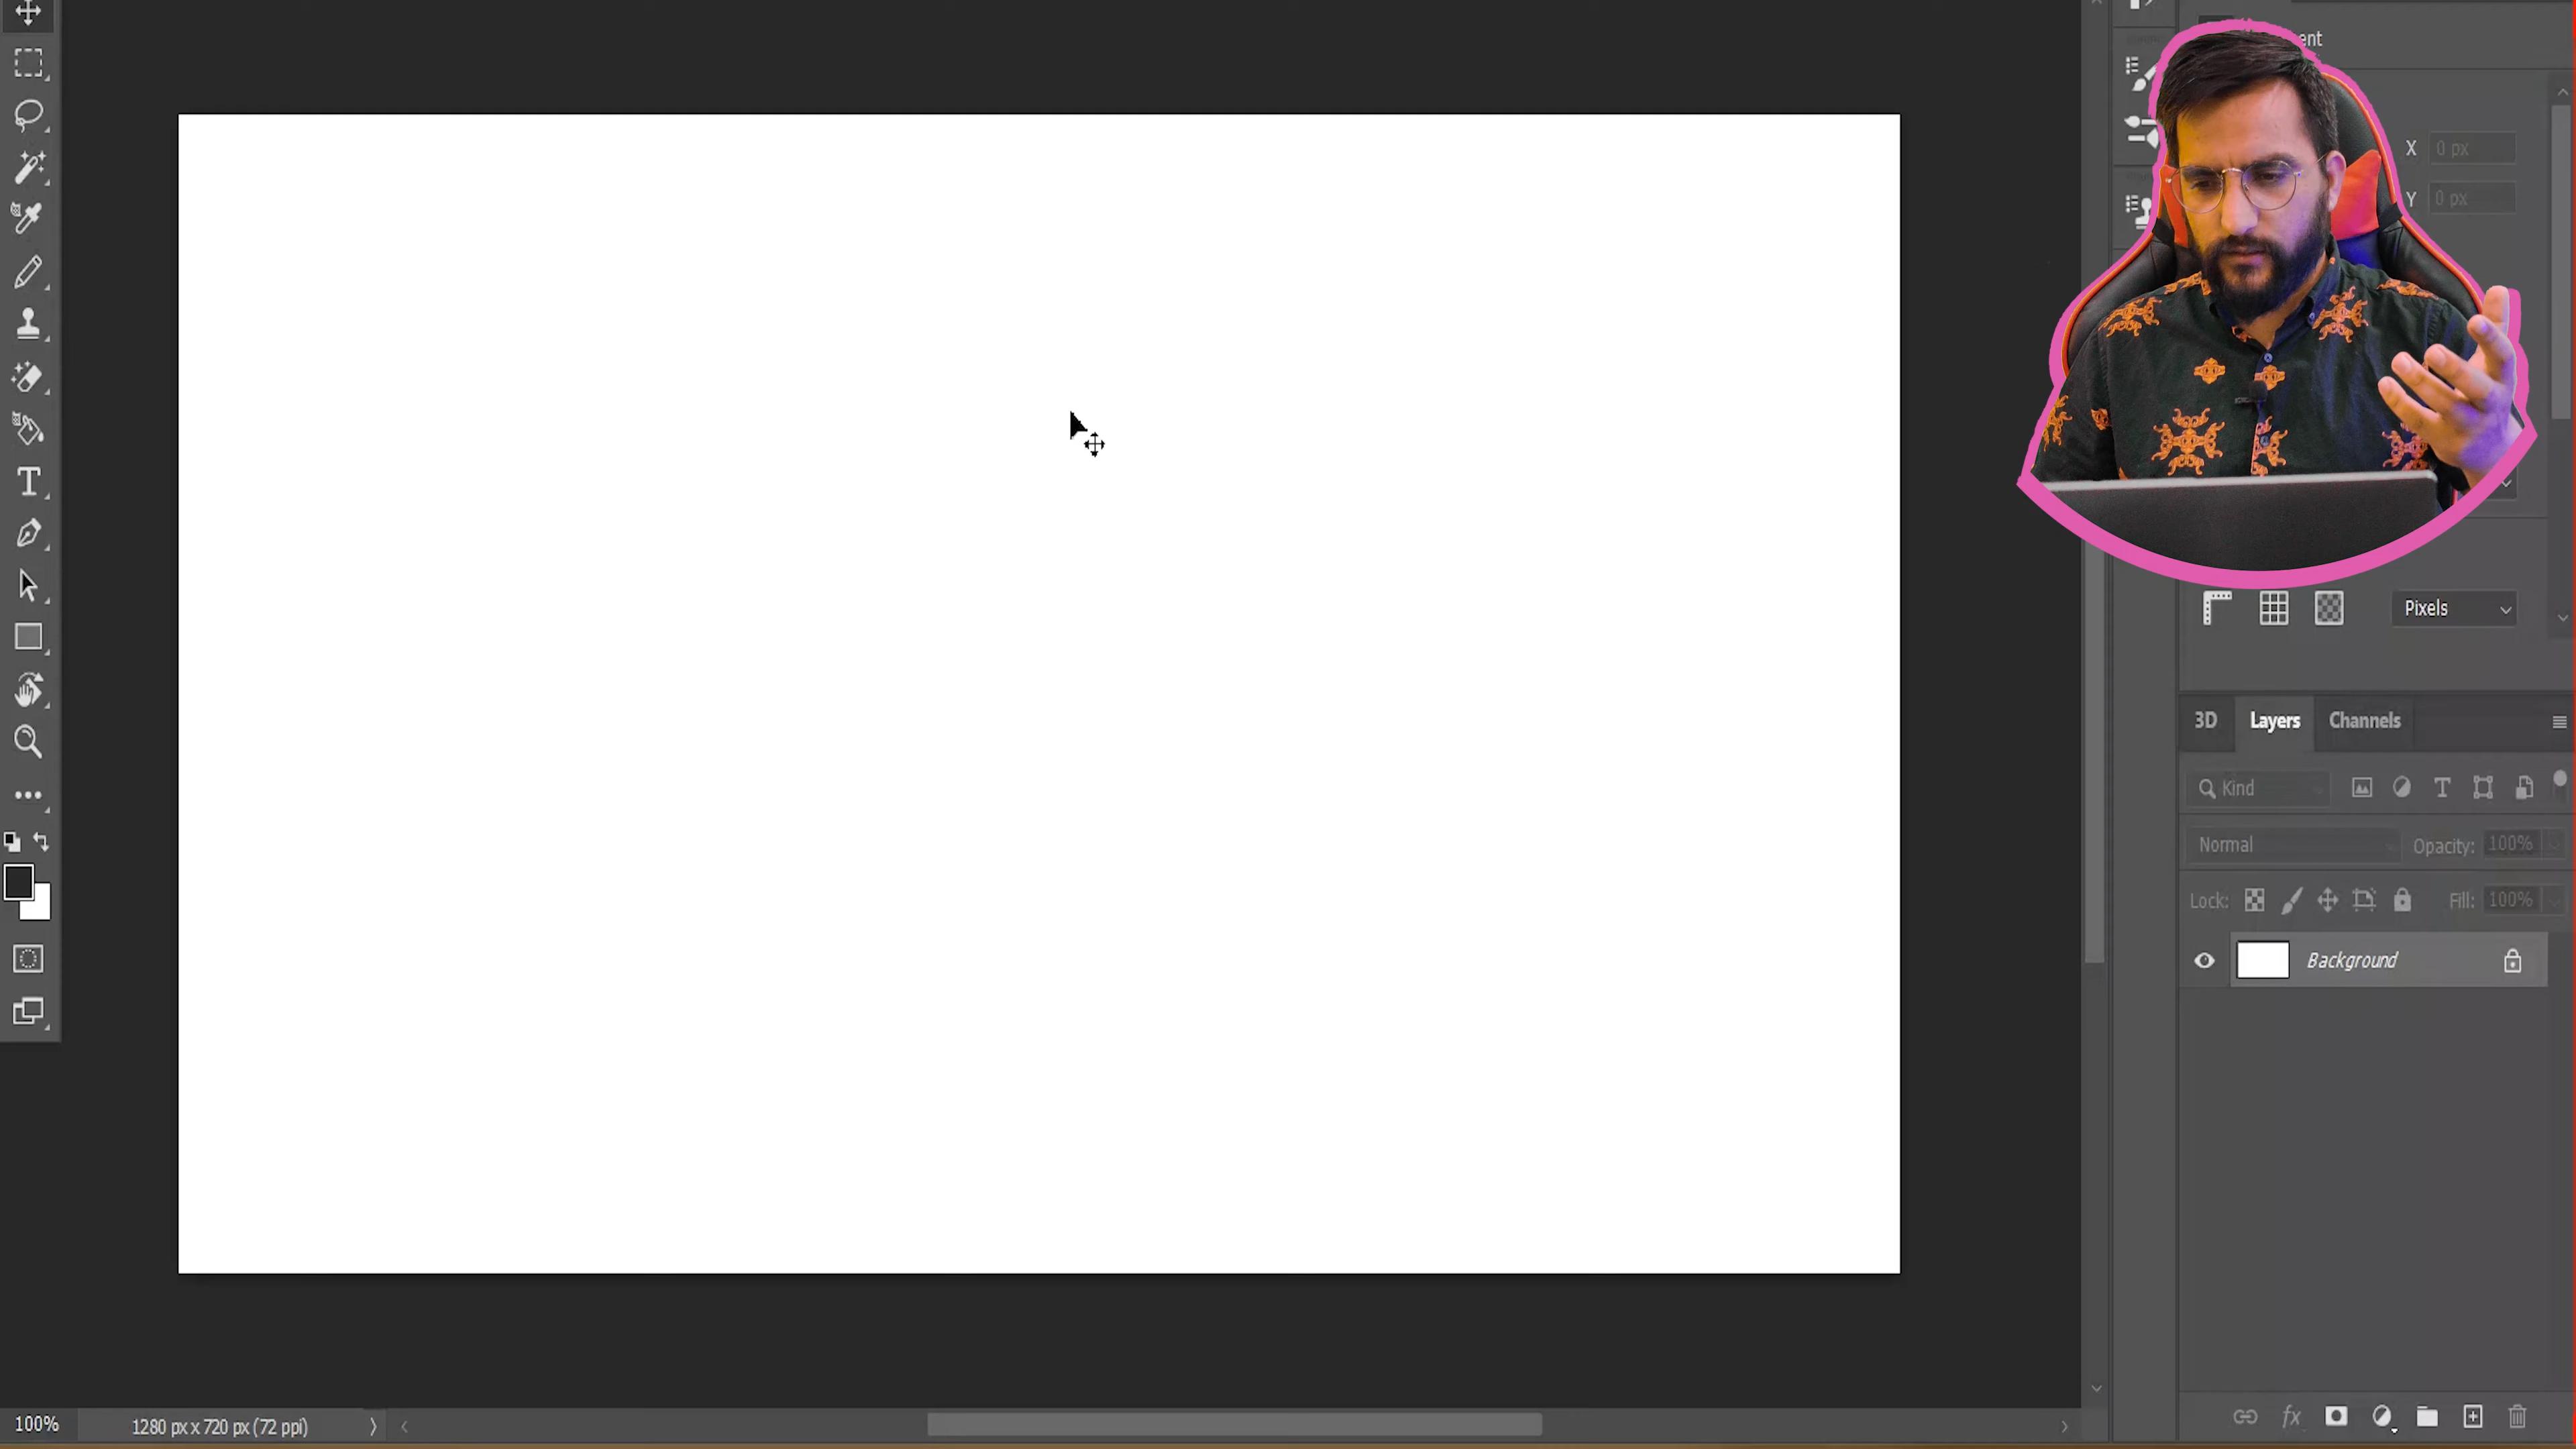 X 0 px
Y 0 px
Pixels
3D Layers Channels
Kind
T
Normal Opacity: 100%
Lock: Fill: 100%
Background
fx
100% 1280 px x 720 px (72 ppi)